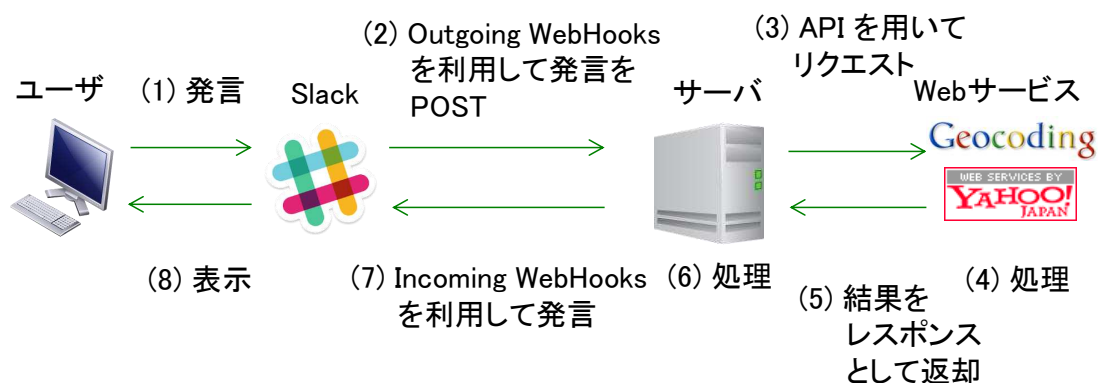 ユーザ
(1) 発言
Slack
(2) Outgoing WebHooks
を利用して発言を
POST
サーバ
(3) API を用いて
リクエスト
Webサービス
Geocoding
WEB SERVICES BY
YAHOO!
JAPAN
(4) 処理
(5) 結果を
レスポンス
として返却
(6) 処理
(7) Incoming WebHooks
を利用して発言
(8) 表示